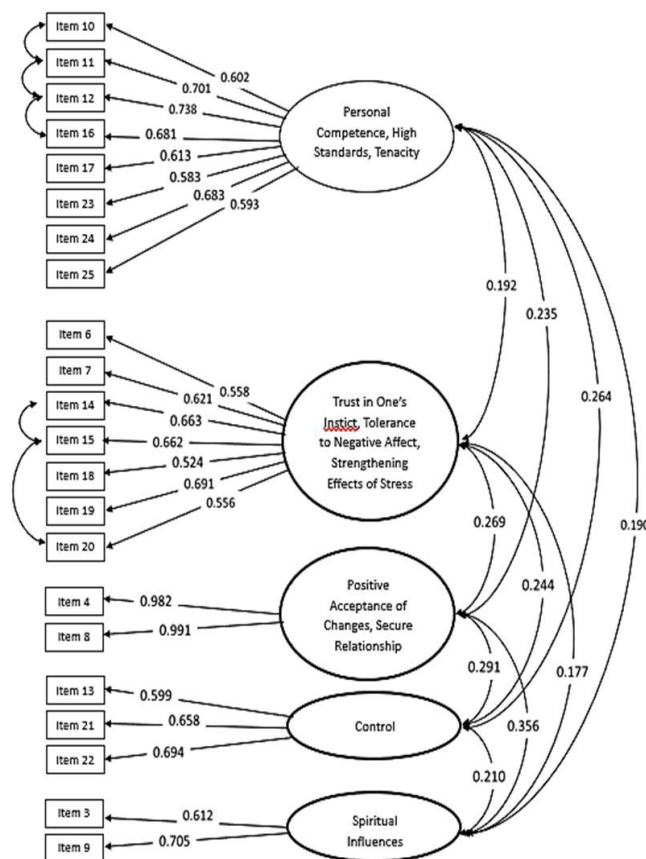 Item 10
Item 11
Item 12
Item 16
Item 17
Item 23
Item 24
Item 25
0.602
0.701
0.738
0.681
0.613
0.583
0.683
0.593
Personal
Competence, High
Standards, Tenacity
0.192
0.235
0.264
0.190
Item 6
Item 7
Item 14
Item 15
Item 18
Item 19
Item 20
0.558
0.621
0.663
0.662
0.524
0.691
0.556
Trust in One's
Instict, Tolerance
to Negative Affect,
Strengthening
Effects of Stress
0.269
0.244
0.177
Item 4
Item 8
0.982
0.991
Positive
Acceptance of
Changes, Secure
Relationship
0.291
0.356
Item 13
Item 21
Item 22
0.599
0.658
0.694
Control
0.210
Item 3
Item 9
0.612
0.705
Spiritual
Influences